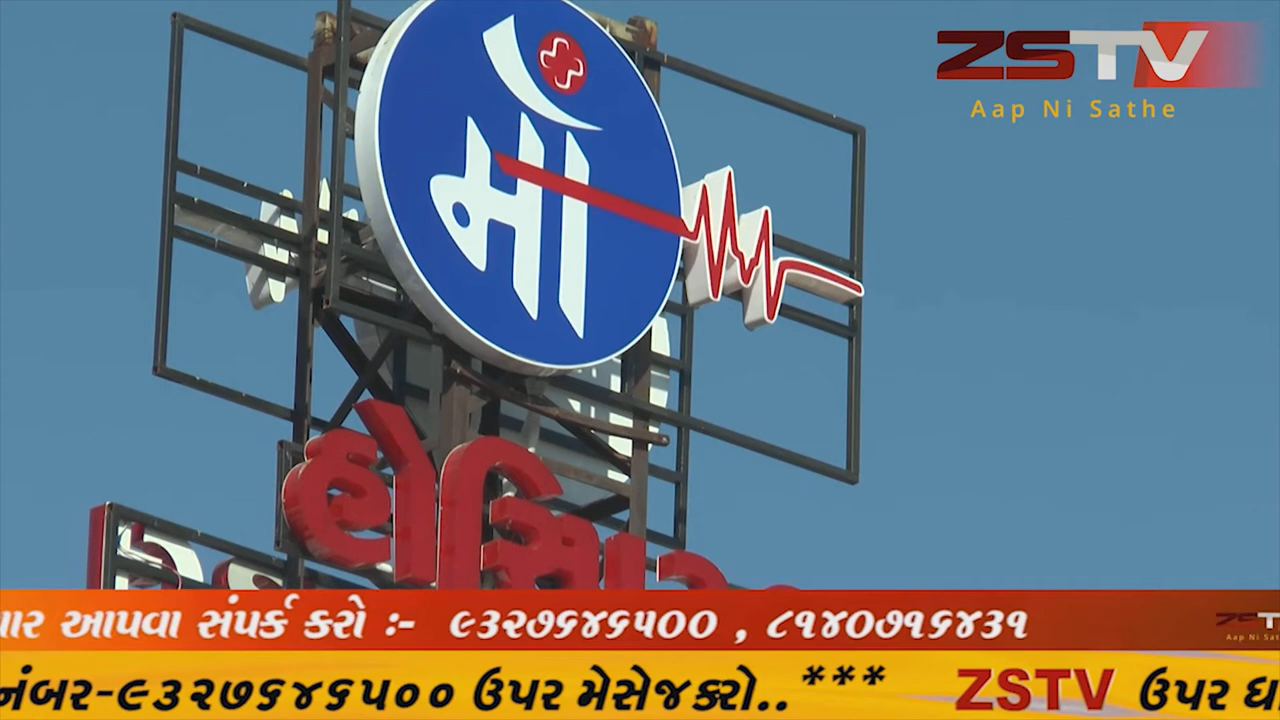 ZSTV
Aap Ni Sathe
માઁ
આપવા સંપર્ક કરો :- ૯૩૨૭૬૪૬૫૦૦ , ૮૧૪૦૭૧૬૪૩૧
નંબર-૯૩૨૭૬૪૬૫૦૦ ઉપર મેસેજ કરો.. *** ZSTV ઉપર